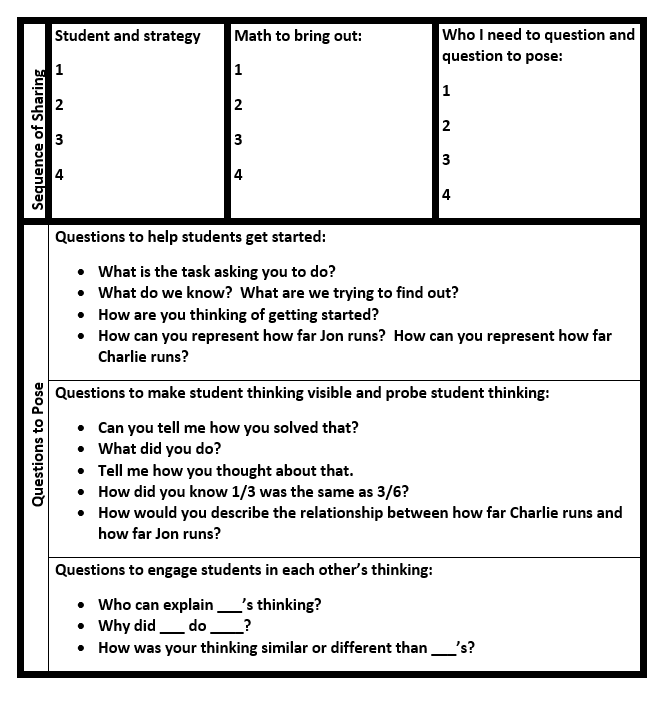 Sequence of Sharing
Student and strategy
1
2
3
4
Math to bring out:
1
2
3
4
Who I need to question and
question to pose:
1
2
3
4
Questions to Pose
Questions to help students get started:
• What is the task asking you to do?
• What do we know?  What are we trying to find out?
• How are you thinking of getting started?
• How can you represent how far Jon runs?  How can you represent how far
Charlie runs?
Questions to make student thinking visible and probe student thinking:
• Can you tell me how you solved that?
• What did you do?
• Tell me how you thought about that.
• How did you know 1/3 was the same as 3/6?
• How would you describe the relationship between how far Charlie runs and
how far Jon runs?
Questions to engage students in each other’s thinking:
• Who can explain ___’s thinking?
• Why did ___ do ____?
• How was your thinking similar or different than ___’s?